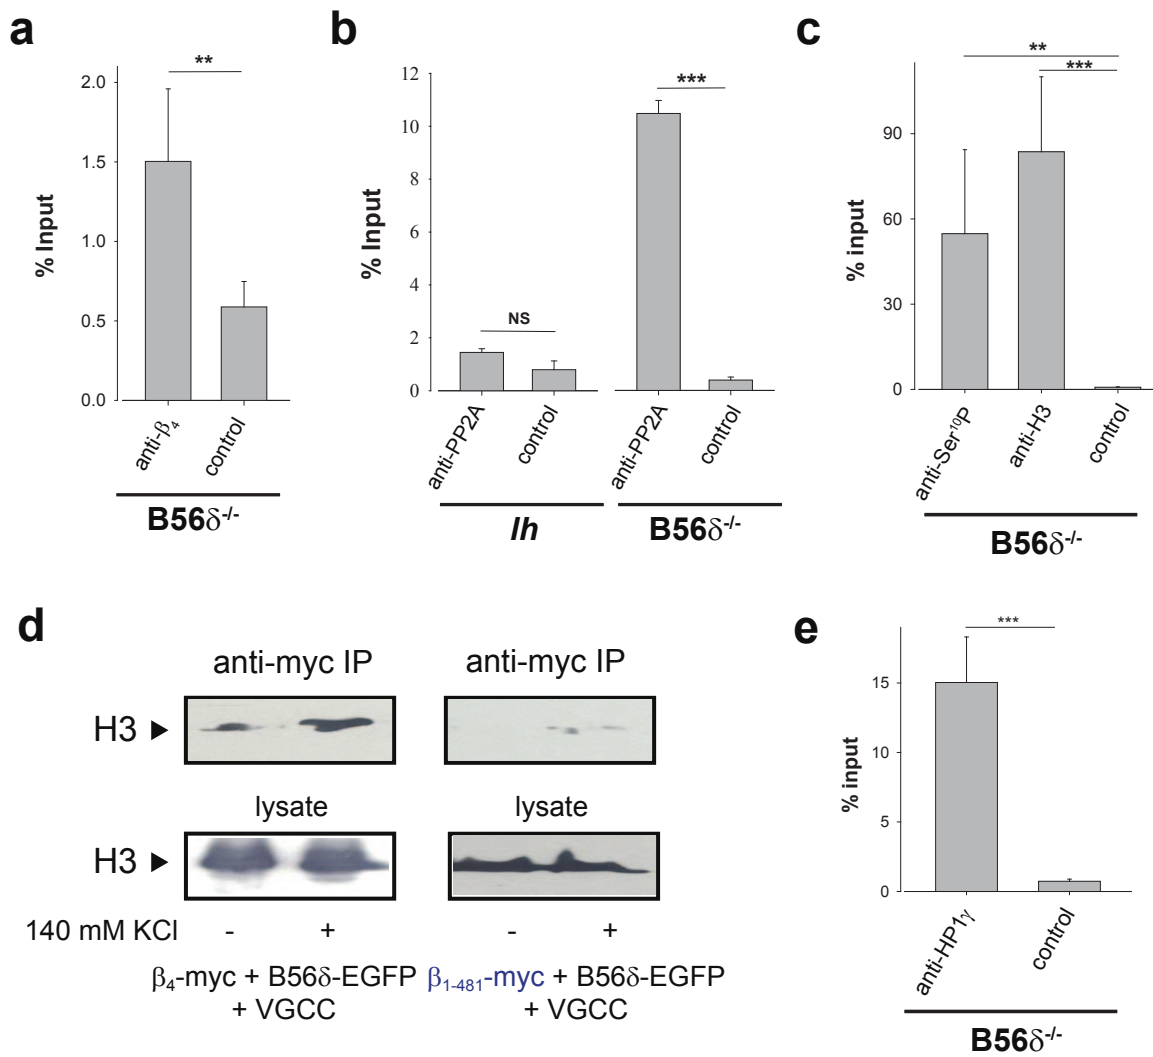 a
**
2.0
1.5
1.0
0.5
0.0
% Input
anti-β₄
control
B56δ-/-
b
12
10
8
6
4
2
0
% Input
NS
***
anti-PP2A
control
anti-PP2A
control
lh
B56δ-/-
c
**
***
90
60
30
0
% input
anti-Ser¹⁰P
anti-H3
control
B56δ-/-
d
anti-myc IP
anti-myc IP
H3 ►
lysate
lysate
H3 ►
140 mM KCl - + - +
β₄-myc + B56δ-EGFP
+ VGCC
β₁₋₄₈₁-myc + B56δ-EGFP
+ VGCC
e
***
15
10
5
0
% input
anti-HP1γ
control
B56δ-/-